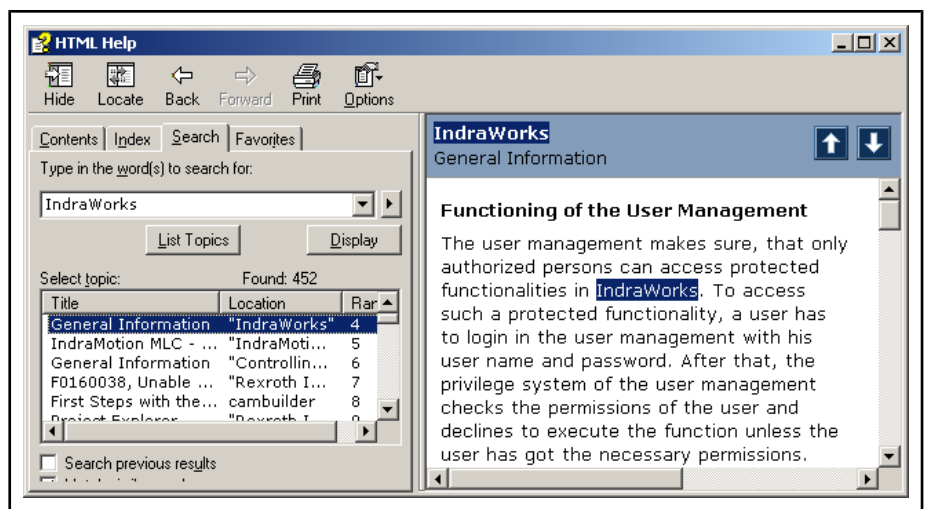 HTML Help
Hide Locate Back Forward Print Options
Contents Index Search Favorites
Type in the word(s) to search for:
IndraWorks
List Topics Display
Select topic: Found: 452
Title Location Rar
General Information "IndraWorks" 4
IndraMotion MLC - ... "IndraMoti... 5
General Information "Controllin... 6
F0160038, Unable ... "Rexroth I... 7
First Steps with the... cambuilder 8
Project Explorer "Rexroth I 9
Search previous results
IndraWorks
General Information
Functioning of the User Management
The user management makes sure, that only
authorized persons can access protected
functionalities in IndraWorks. To access
such a protected functionality, a user has
to login in the user management with his
user name and password. After that, the
privilege system of the user management
checks the permissions of the user and
declines to execute the function unless the
user has got the necessary permissions.